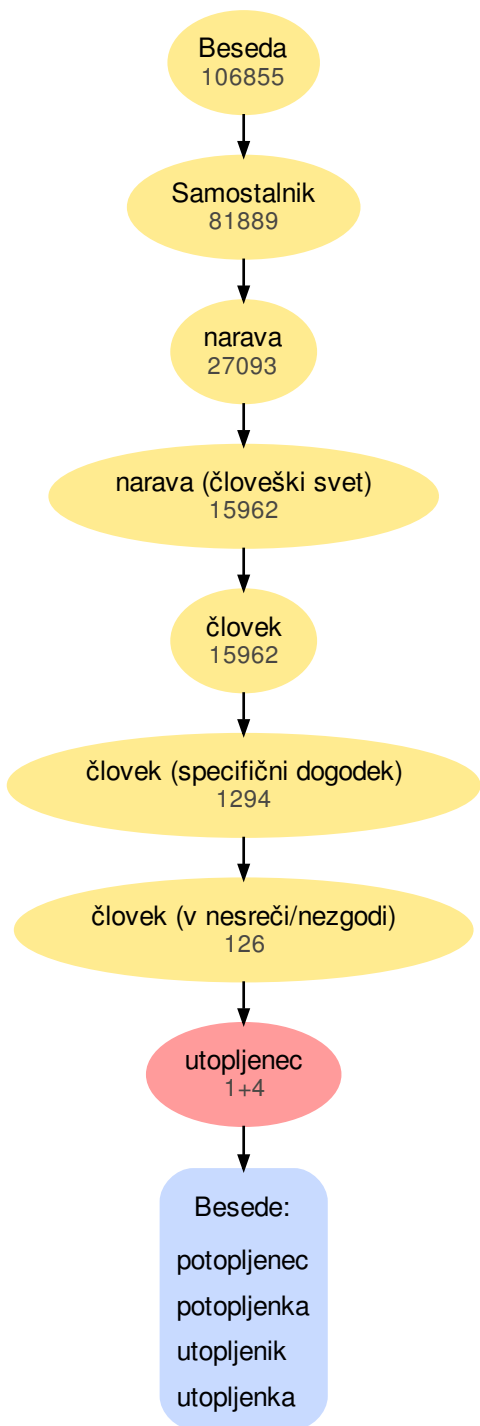 Beseda
106855
Samostalnik
81889
narava
27093
narava (človeški svet)
15962
človek
15962
človek (specifični dogodek)
1294
človek (v nesreči/nezgodi)
126
utopljenec
1+4
Besede:
potopljenec
potopljenka
utopljenik
utopljenka